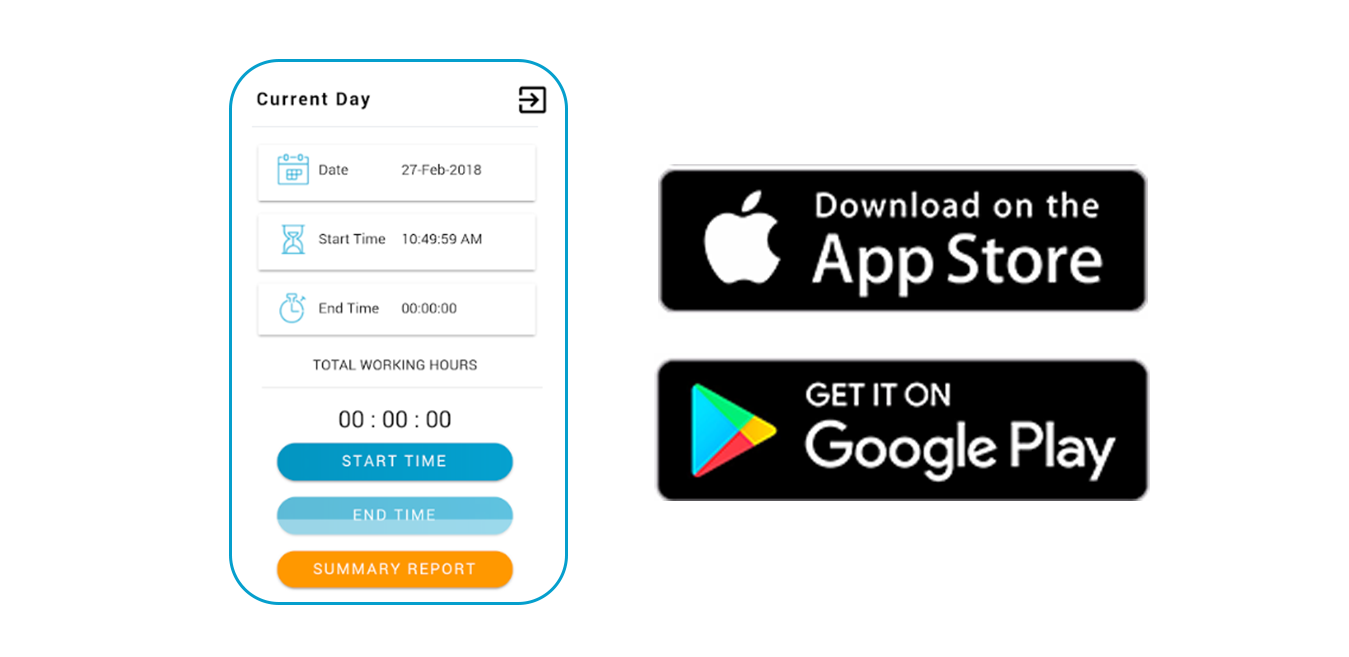 Current Day
Date 27-Feb-2018
Start Time 10:49:59 AM
End Time 00:00:00
TOTAL WORKING HOURS
00 : 00 : 00
START TIME
END TIME
SUMMARY REPORT
Download on the
App Store
GET IT ON
Google Play